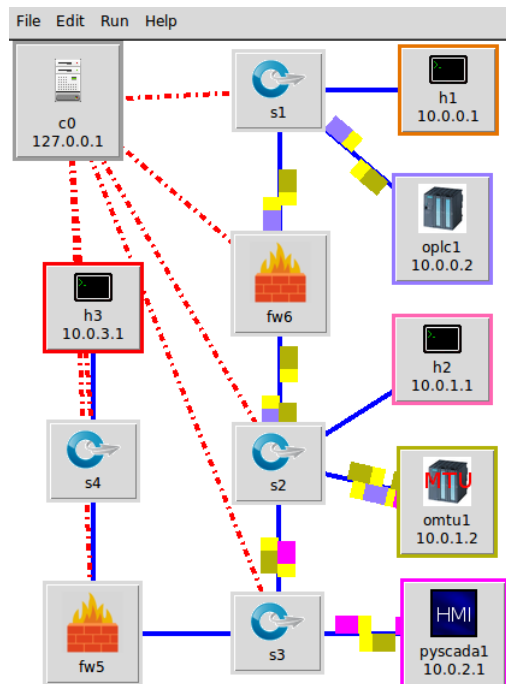 File Edit Run Help
c0
127.0.0.1
s1
h1
10.0.0.1
oplc1
10.0.0.2
fw6
h3
10.0.3.1
h2
10.0.1.1
s4
s2
MTU
omtu1
10.0.1.2
fw5
s3
HMI
pyscada1
10.0.2.1